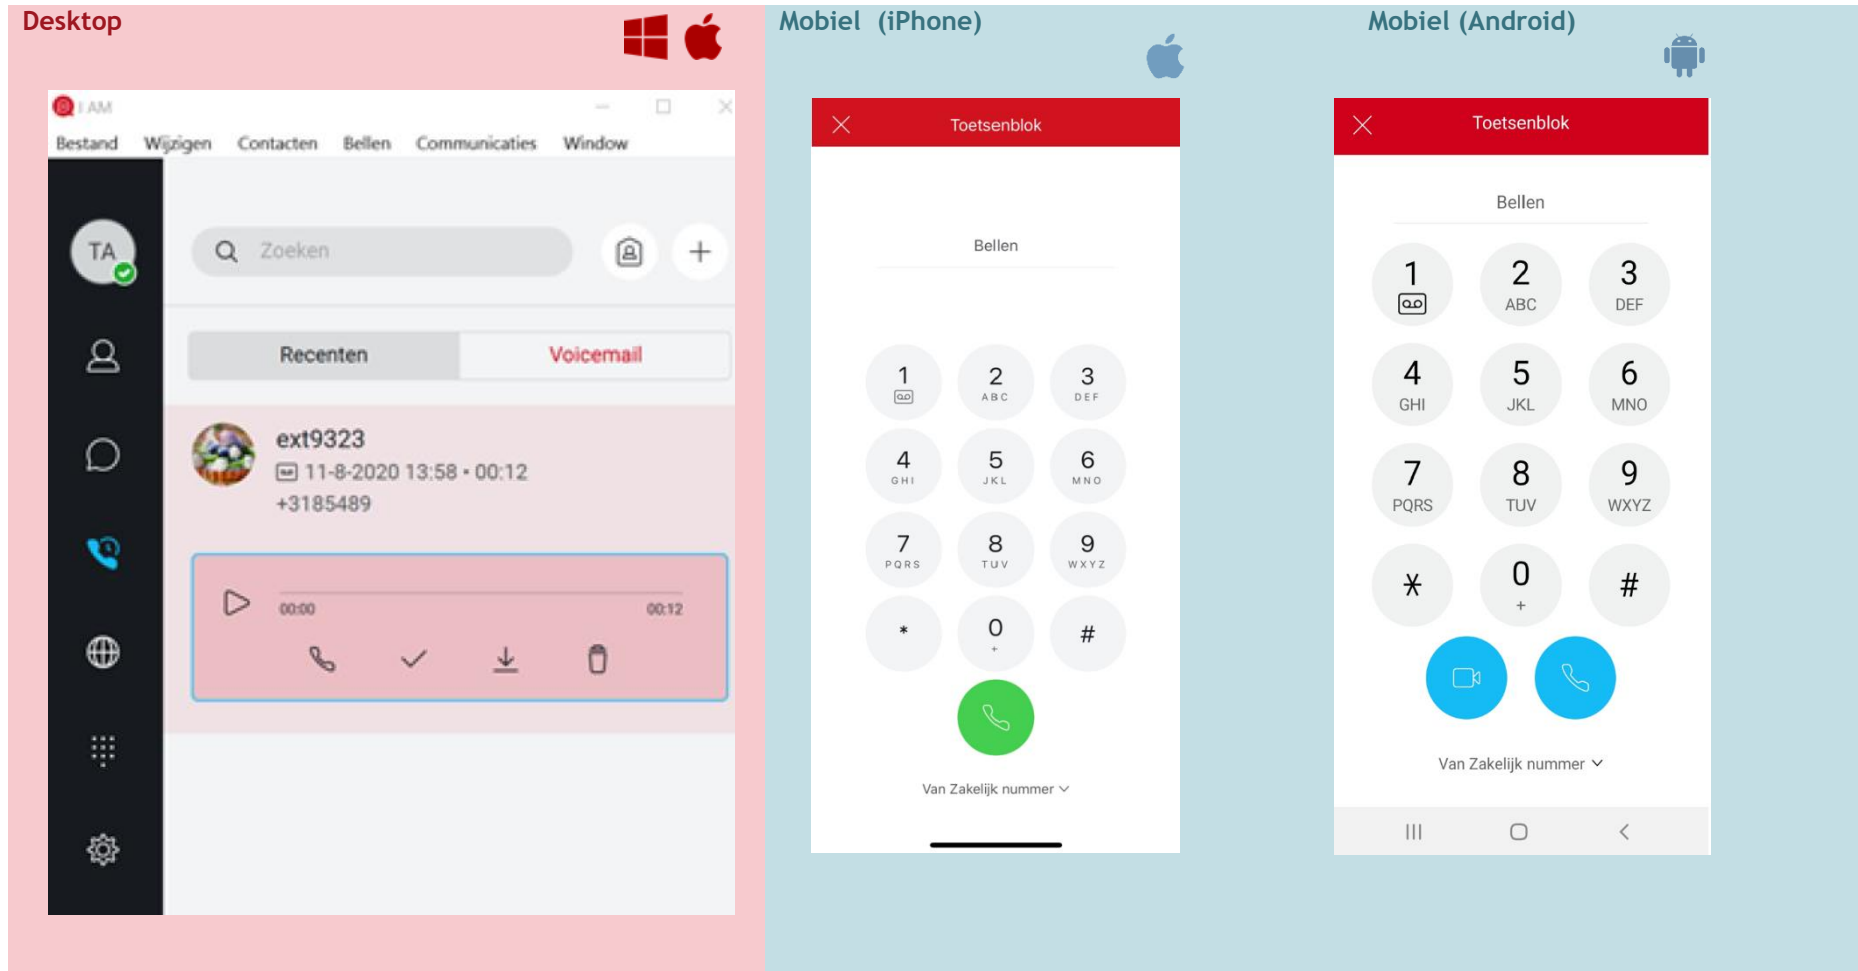 Desktop
I AM
Bestand Wijzigen Contacten Bellen Communicaties Window
TA
Zoeken
Recenten Voicemail
ext9323
11-8-2020 13:58 • 00:12
+3185489
00:00 00:12
Mobiel (iPhone)
Toetsenblok
Bellen
1 2 3
ABC DEF
4 5 6
GHI JKL MNO
7 8 9
PQRS TUV WXYZ
* 0 #
+
Van Zakelijk nummer
Mobiel (Android)
Toetsenblok
Bellen
1 2 3
ABC DEF
4 5 6
GHI JKL MNO
7 8 9
PQRS TUV WXYZ
* 0 #
+
Van Zakelijk nummer